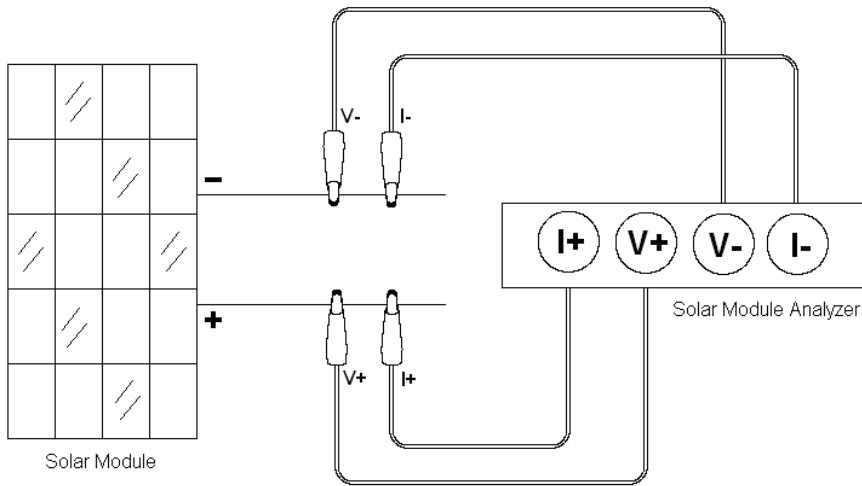 V- I-
-
I+ V+ V- I-
Solar Module Analyzer
+
V+ I+
Solar Module